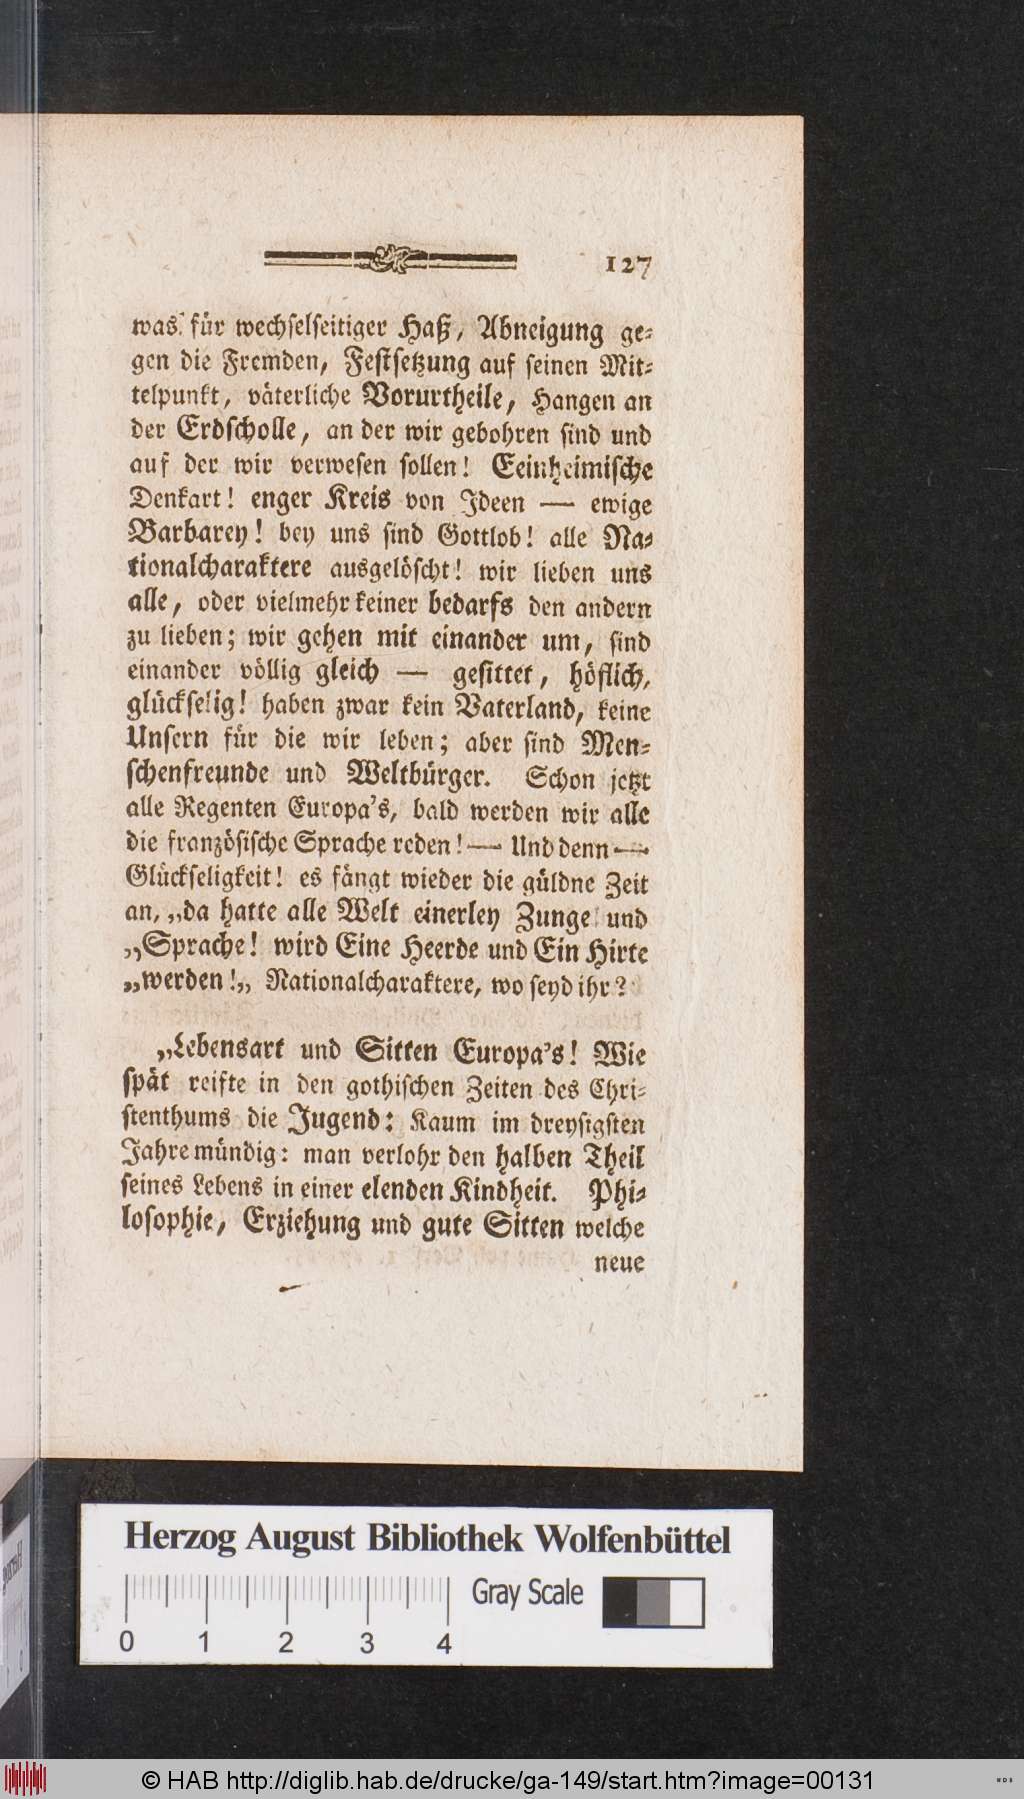 127
was für wechselseitiger Haß, Abneigung ge-
gen die Fremden, Festsetzung auf seinen Mit-
telpunkt, väterliche Vorurtheile, Hangen an
der Erdscholle, an der wir gebohren sind und
auf der wir verwesen sollen! Eeinheimische
Denkart! enger Kreis von Ideen — ewige
Barbarey! bey uns sind Gottlob! alle Na-
tionalcharaktere ausgelöscht! wir lieben uns
alle, oder vielmehr keiner bedarfs den andern
zu lieben; wir gehen mit einander um, sind
einander völlig gleich — gesittet, höflich,
glückselig! haben zwar kein Vaterland, keine
Unsern für die wir leben; aber sind Men-
schenfreunde und Weltbürger. Schon jetzt
alle Regenten Europa's, bald werden wir alle
die französische Sprache reden! — Und denn —
Glückseligkeit! es fängt wieder die güldne Zeit
an, „da hatte alle Welt einerley Zunge und
„Sprache! wird Eine Heerde und Ein Hirte
„werden!„ Nationalcharaktere, wo seyd ihr?
„Lebensart und Sitten Europa's! Wie
spät reifte in den gothischen Zeiten des Chri-
stenthums die Jugend: Kaum im dreysigsten
Jahre mündig: man verlohr den halben Theil
seines Lebens in einer elenden Kindheit. Phi-
losophie, Erziehung und gute Sitten welche
neue
Herzog August Bibliothek Wolfenbüttel
Gray Scale
0 1 2 3 4
© HAB http://diglib.hab.de/drucke/ga-149/start.htm?image=00131